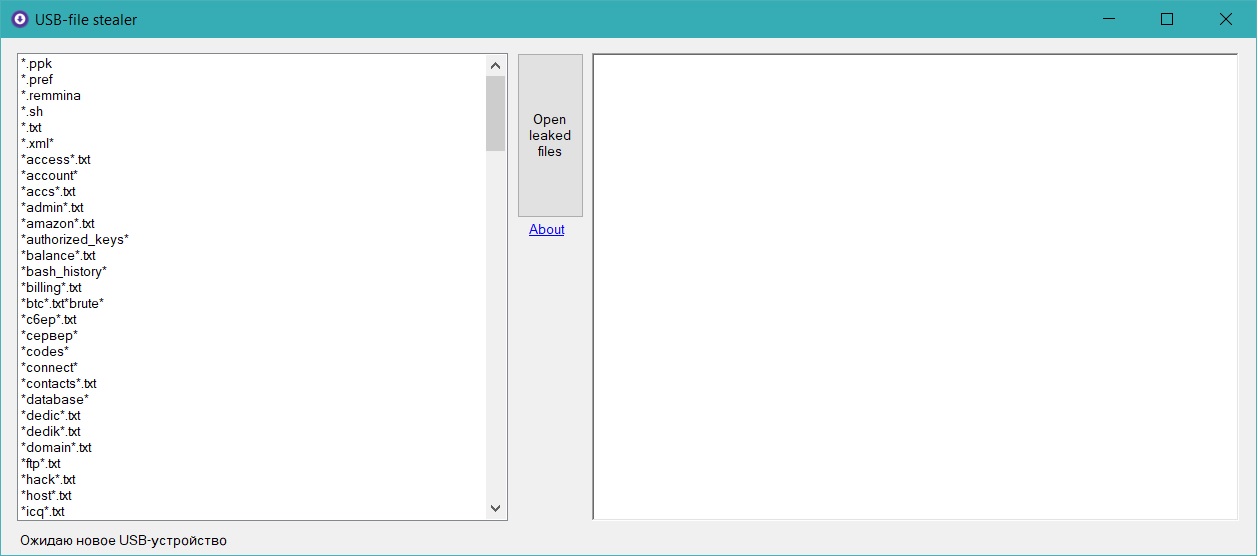 USB-file stealer
*.ppk
*.pref
*.remmina
*.sh
*.txt
*.xml*
*access*.txt
*account*
*accs*.txt
*admin*.txt
*amazon*.txt
*authorized_keys*
*balance*.txt
*bash_history*
*billing*.txt
*btc*.txt*brute*
*сбер*.txt
*сервер*
*codes*
*connect*
*contacts*.txt
*database*
*dedic*.txt
*dedik*.txt
*domain*.txt
*ftp*.txt
*hack*.txt
*host*.txt
*icq*.txt
Open
leaked
files
About
Ожидаю новое USB-устройство